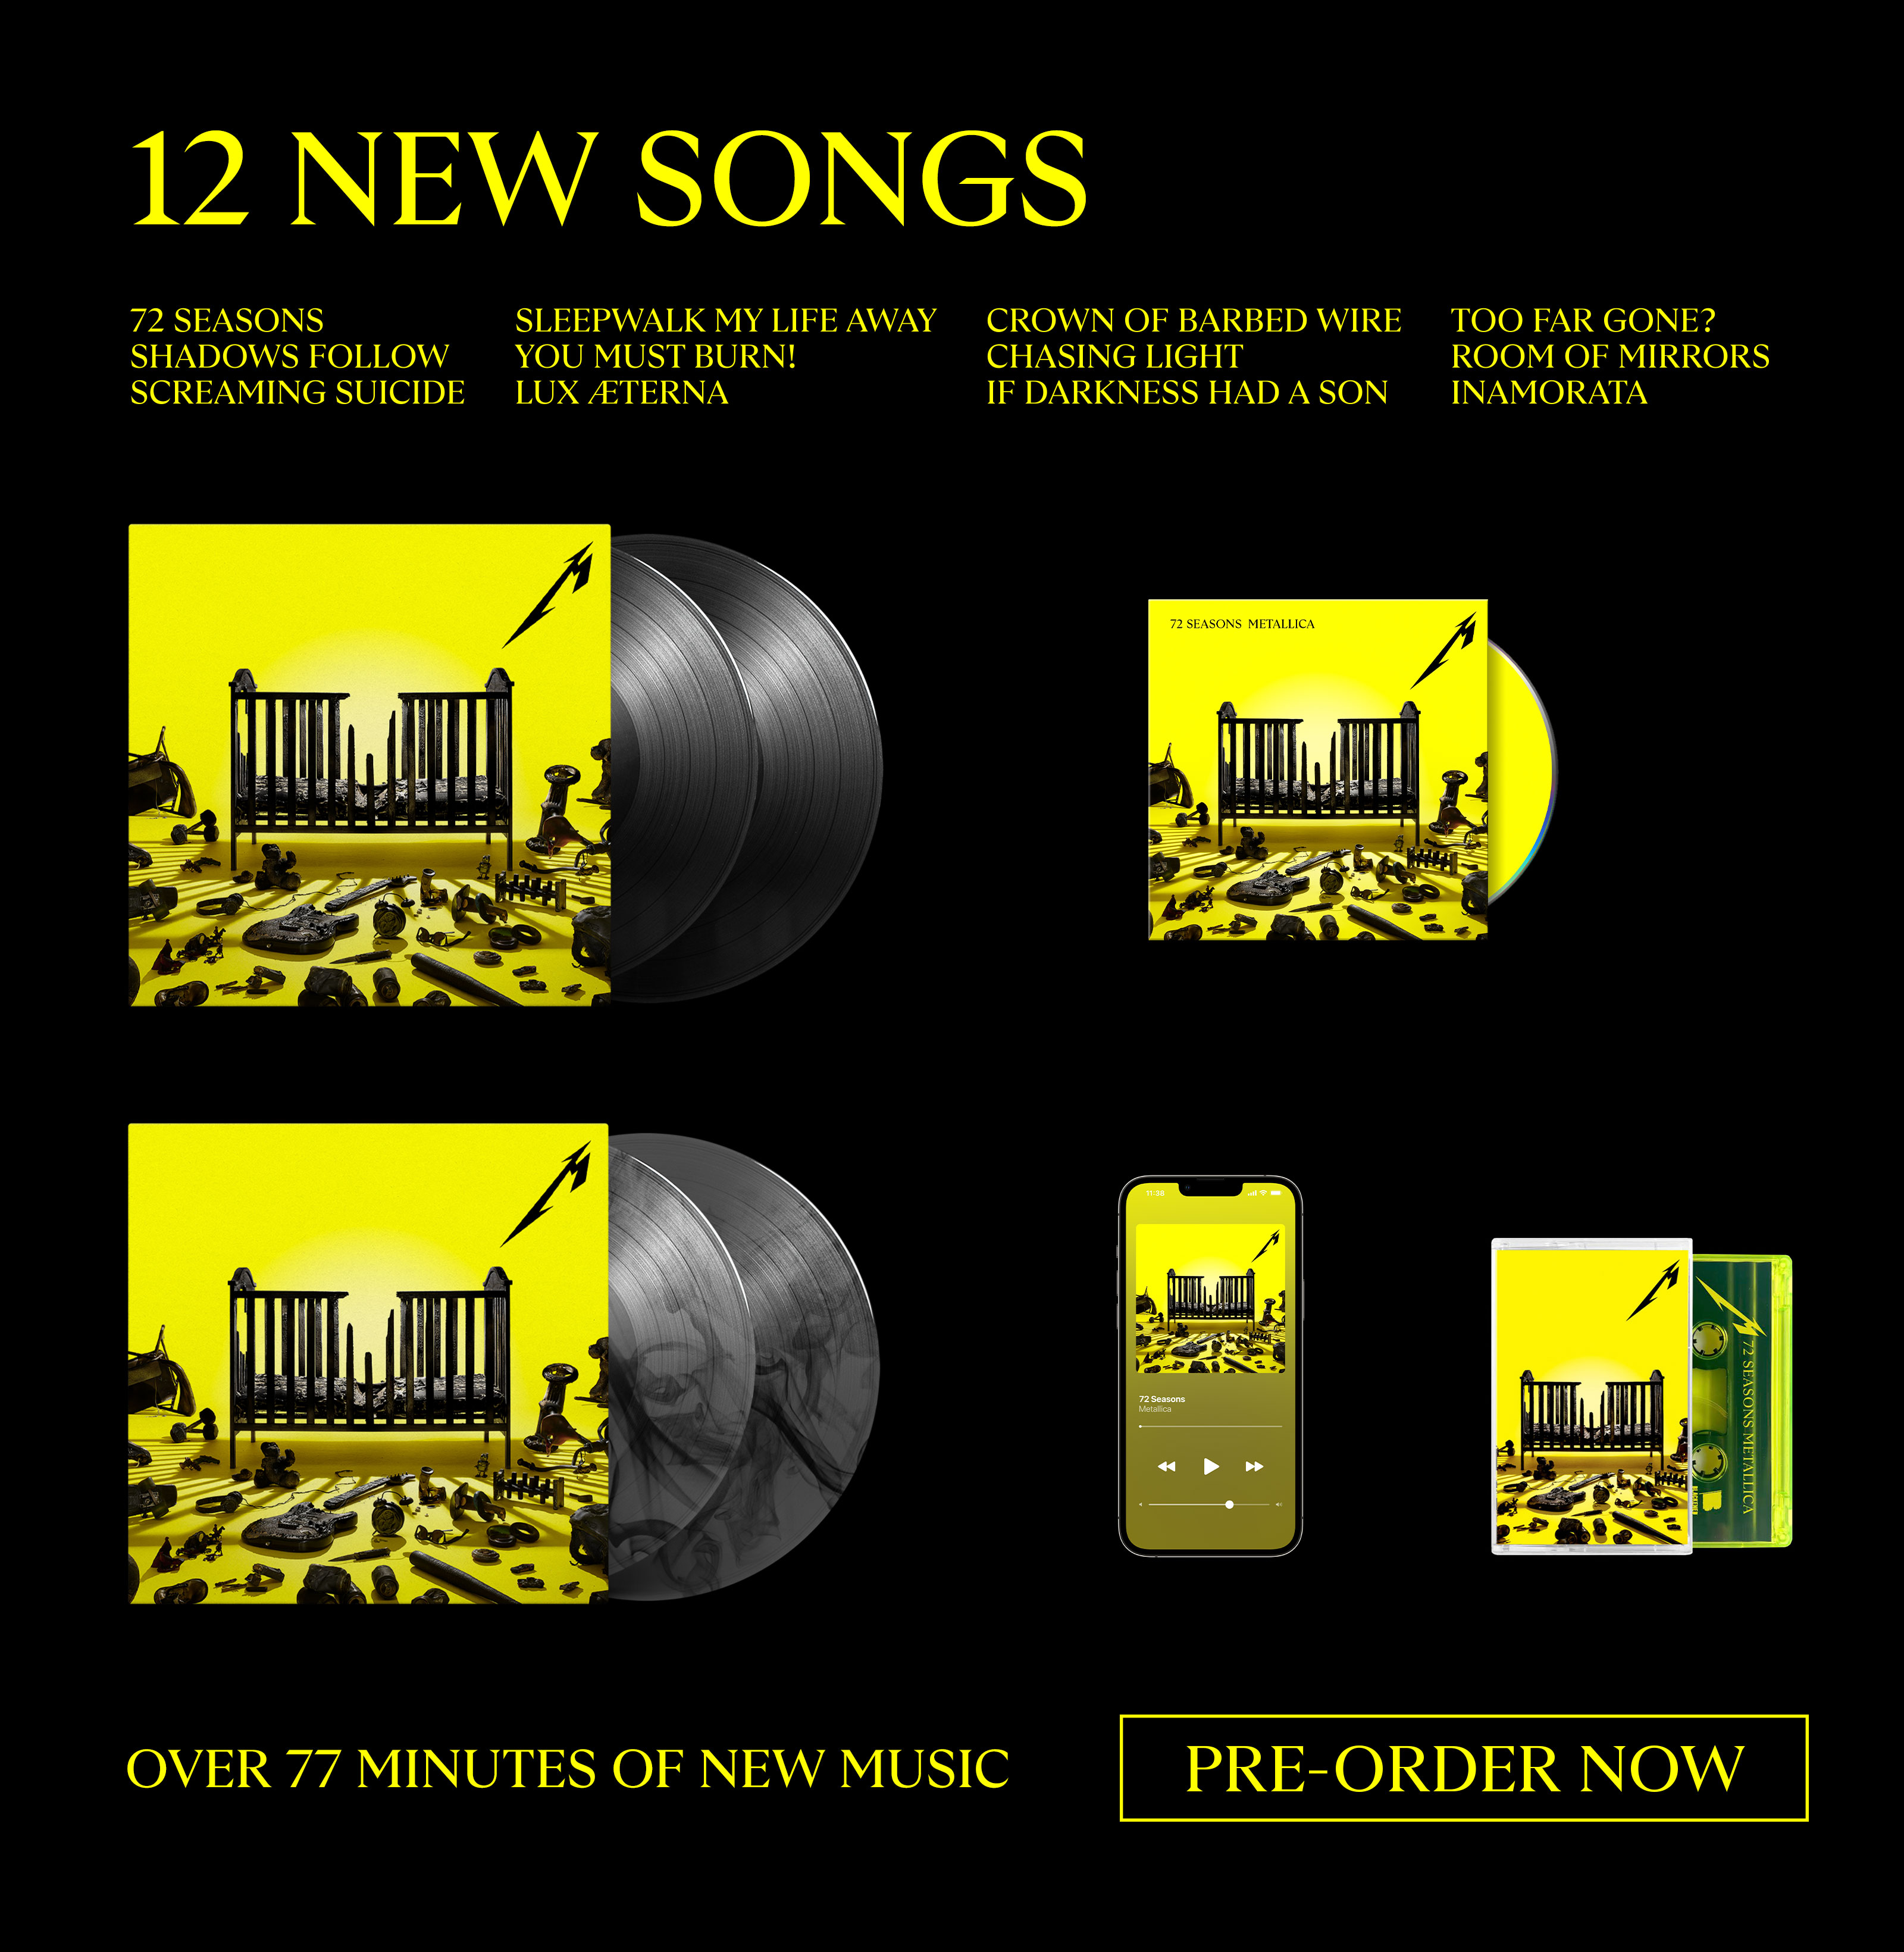 12 NEW SONGS
72 SEASONS
SHADOWS FOLLOW
SCREAMING SUICIDE
SLEEPWALK MY LIFE AWAY
YOU MUST BURN!
LUX ÆTERNA
CROWN OF BARBED WIRE
CHASING LIGHT
IF DARKNESS HAD A SON
TOO FAR GONE?
ROOM OF MIRRORS
INAMORATA
72 SEASONS METALLICA
11:38
72 Seasons
Metallica
72 SEASONS METALLICA
OVER 77 MINUTES OF NEW MUSIC
PRE-ORDER NOW